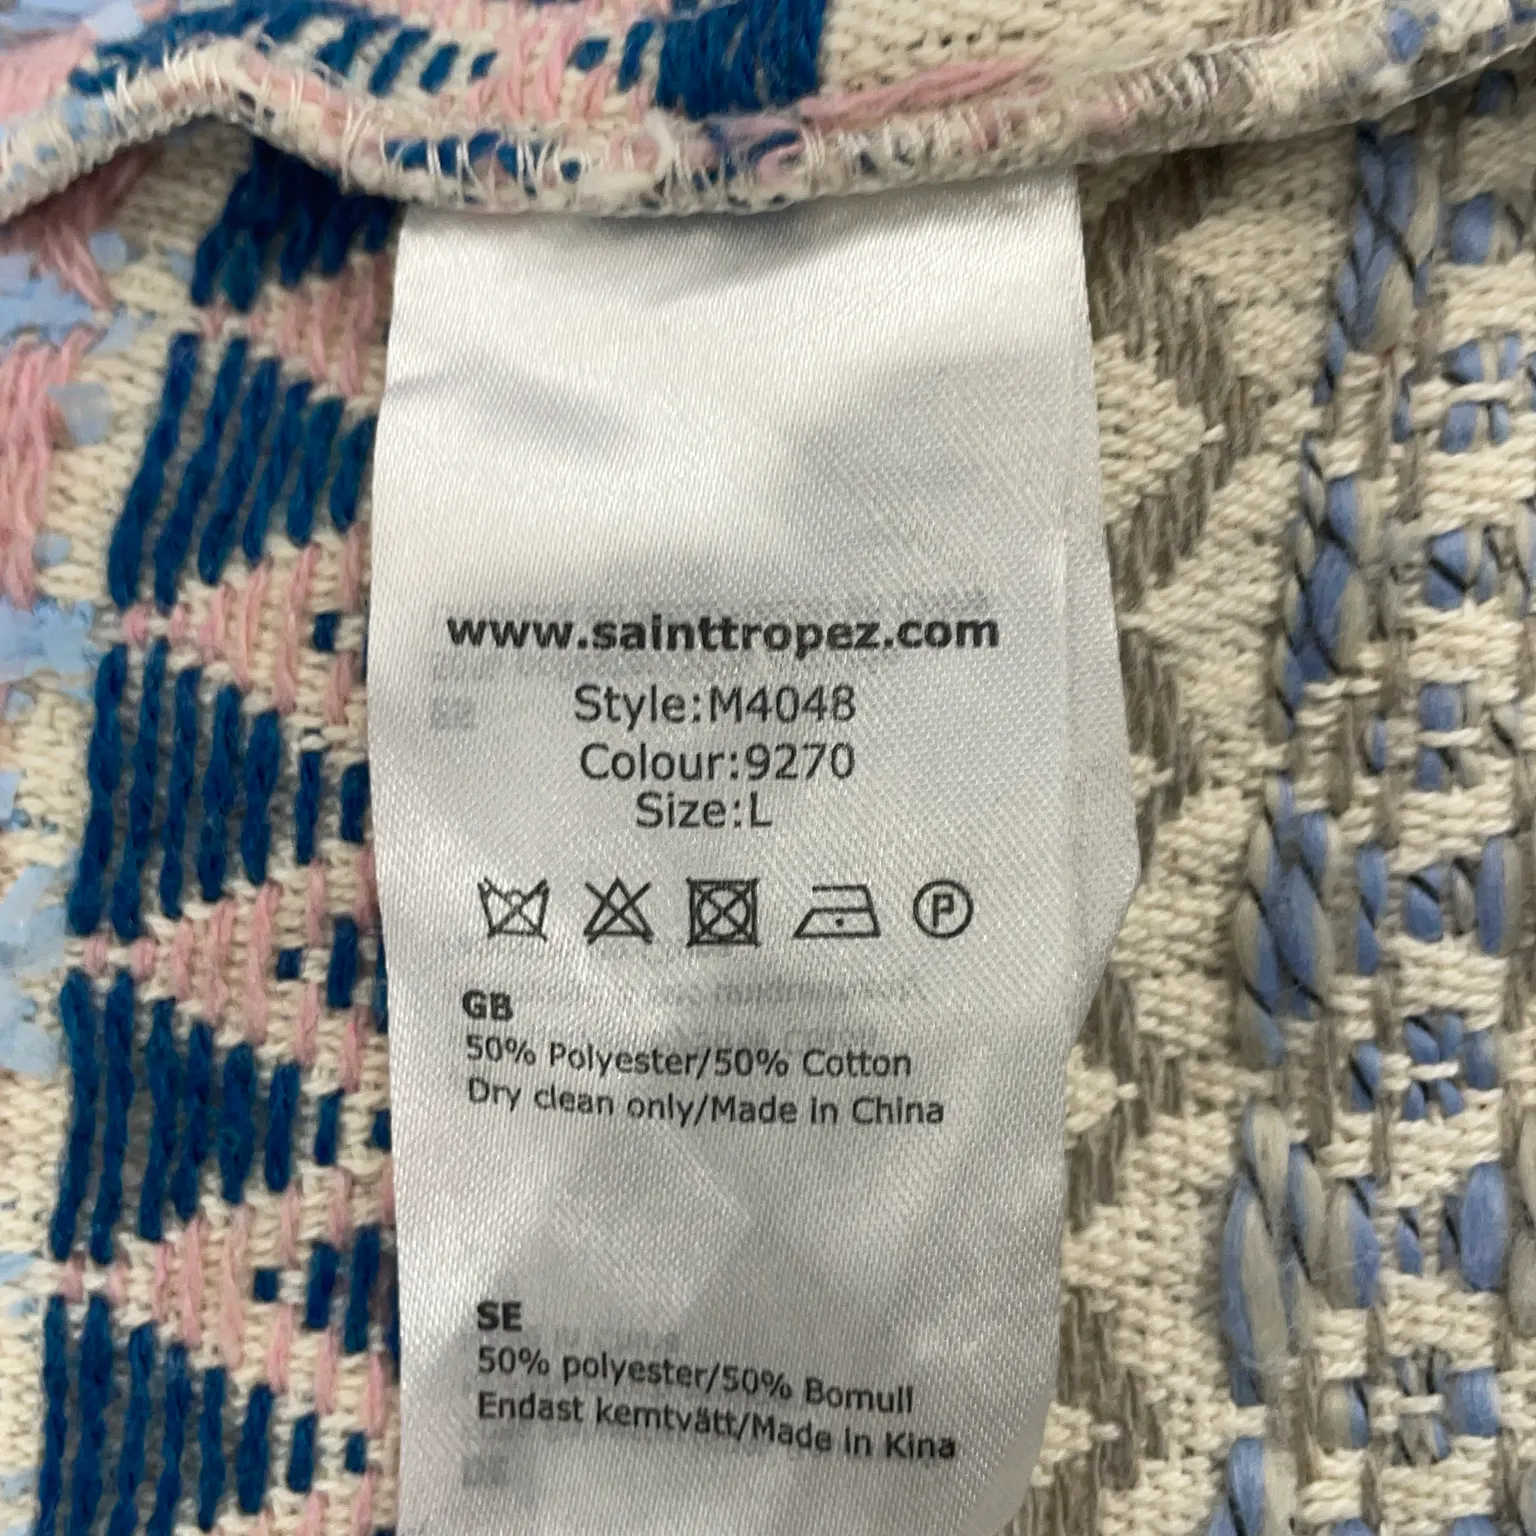 www.sainttropez.com
Style:M4048
Colour:9270
Size:L
P
GB
50% Polyester/50% Cotton
Dry clean only/Made in China
SE
50% polyester/50% Bomull
Endast kemtvätt/Made in Kina